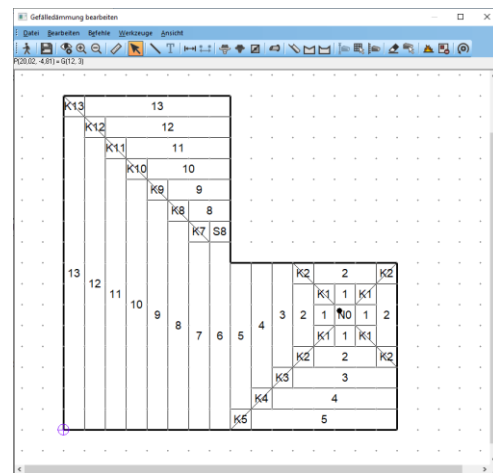 Gefälledämmung bearbeiten
Datei Bearbeiten Befehle Werkzeuge Ansicht
P(20,02, -4,81) = G(12, 3)
K13 13
K12 12
K11 11
K10 10
K9 9
K8 8
K7 S8
13 12 11 10 9 8 7 6 5 4 3 2 1 N0 1 2
K2 2 K2
K1 1 K1
K1 1 K1
K2 2 K2
K3 3
K4 4
K5 5